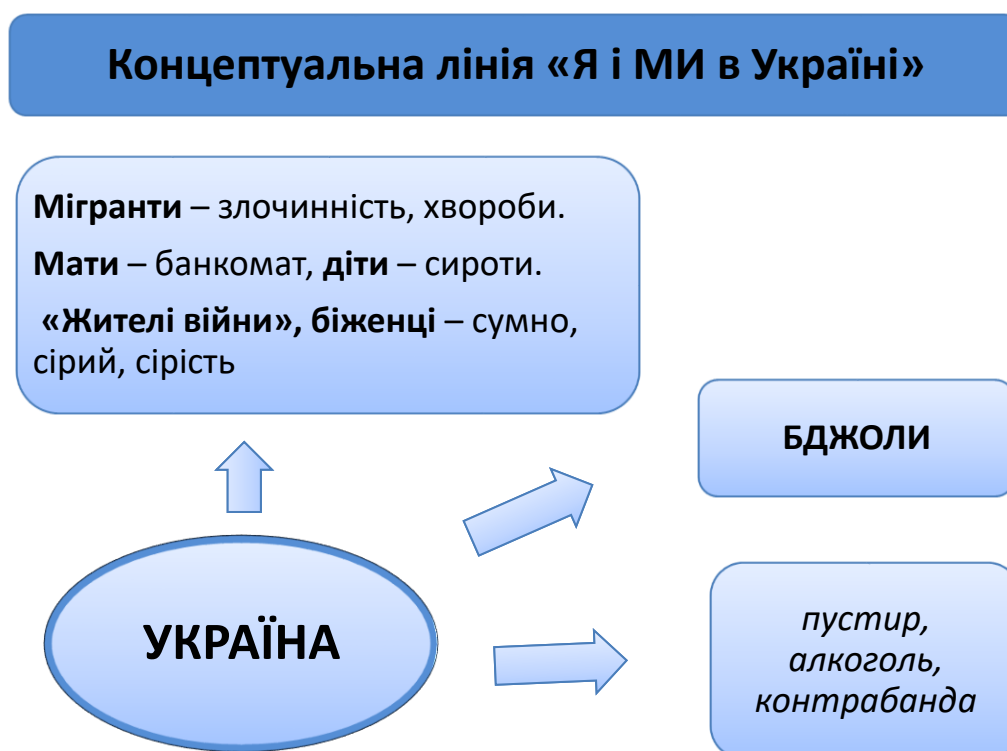 Концептуальна лінія «Я і МИ в Україні»
Мігранти – злочинність, хвороби.
Мати – банкомат, діти – сироти.
«Жителі війни», біженці – сумно,
сірий, сірість
БДЖОЛИ
УКРАЇНА
пустир,
алкоголь,
контрабанда